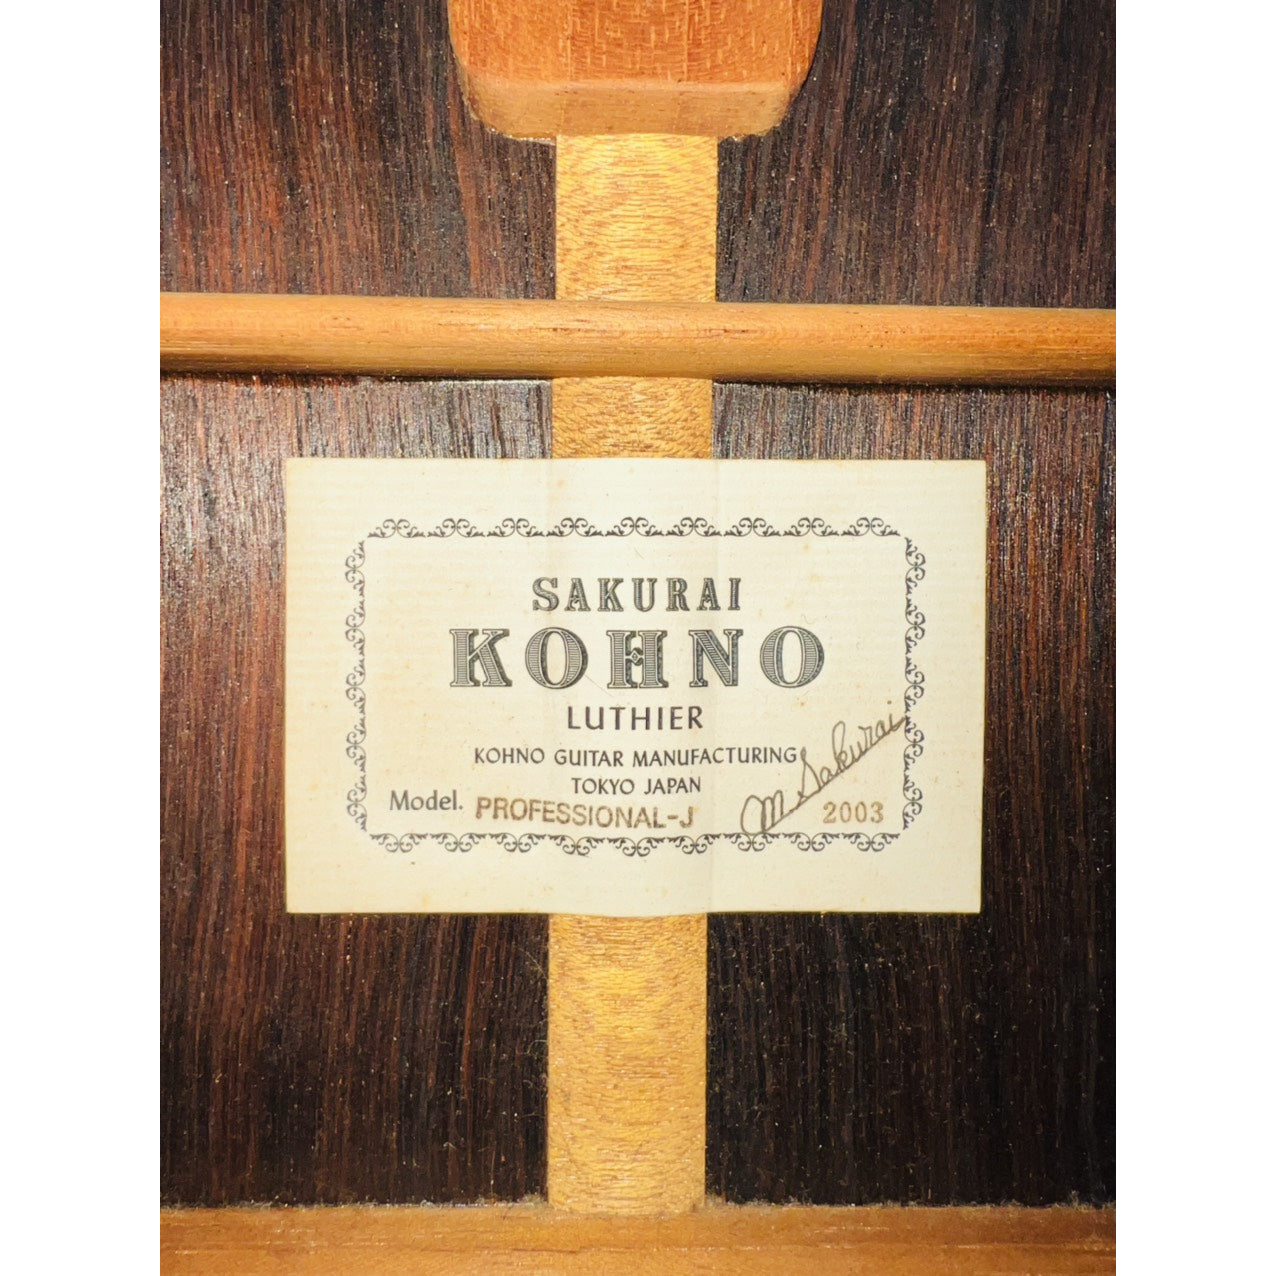 SAKURAI
KOHNO
LUTHIER
KOHNO GUITAR MANUFACTURING
TOKYO JAPAN
Model. PROFESSIONAL-J M. Sakurai 2003